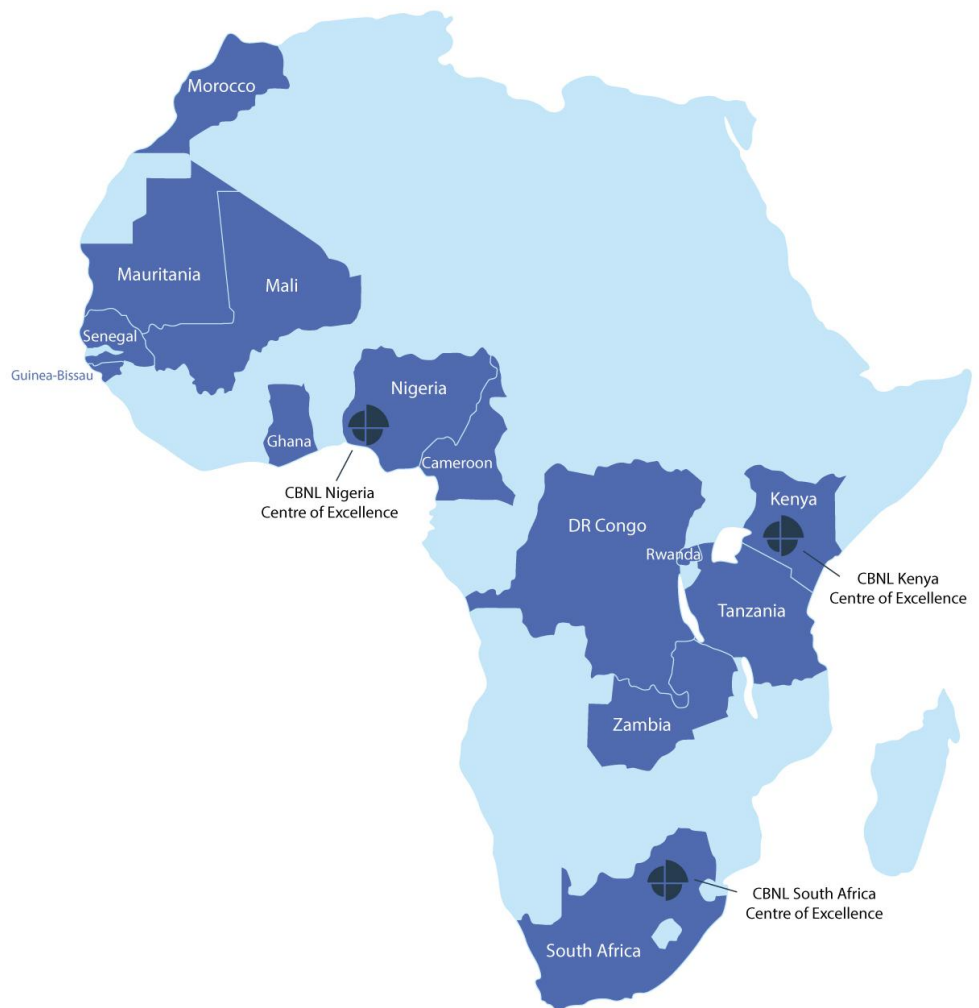 Morocco
Mauritania
Mali
Senegal
Guinea-Bissau
Nigeria
Ghana
Cameroon
CBNL Nigeria
Centre of Excellence
DR Congo
Kenya
Rwanda
CBNL Kenya
Centre of Excellence
Tanzania
Zambia
CBNL South Africa
Centre of Excellence
South Africa